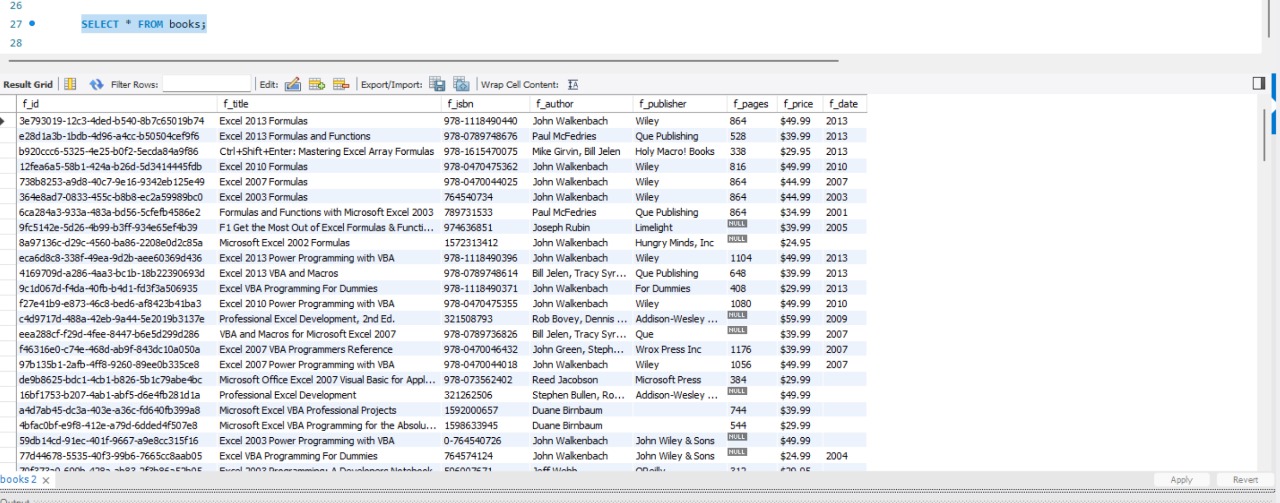 26
27 SELECT * FROM books;
28
Result Grid Filter Rows: Edit: Export/Import: Wrap Cell Content: IA
f_id f_title f_isbn f_author f_publisher f_pages f_price f_date
3e793019-12c3-4ded-b540-8b7c65019b74 Excel 2013 Formulas 978-1118490440 John Walkenbach Wiley 864 $49.99 2013
e28d1a3b-1bdb-4d96-a4cc-b50504cef9f6 Excel 2013 Formulas and Functions 978-0789748676 Paul McFedries Que Publishing 528 $39.99 2013
b920ccc6-5325-4e25-b0f2-5ecda84a9f86 Ctrl+Shift+Enter: Mastering Excel Array Formulas 978-1615470075 Mike Girvin, Bill Jelen Holy Macro! Books 338 $29.95 2013
12fea6a5-58b1-424a-b26d-5d3414445fdb Excel 2010 Formulas 978-0470475362 John Walkenbach Wiley 816 $49.99 2010
738b8253-a9d8-40c7-9e16-9342eb125e49 Excel 2007 Formulas 978-0470044025 John Walkenbach Wiley 864 $44.99 2007
364e8ad7-0833-455c-b8b8-ec2a59989bc0 Excel 2003 Formulas 764540734 John Walkenbach Wiley 864 $44.99 2003
6ca284a3-933a-483a-bd56-5cfefb4586e2 Formulas and Functions with Microsoft Excel 2003 789731533 Paul McFedries Que Publishing 864 $34.99 2001
9fc5142e-5d26-4b99-b3ff-934e65ef4b39 F1 Get the Most Out of Excel Formulas & Functi... 974636851 Joseph Rubin Limelight NULL $39.99 2005
8a97136c-d29c-4560-ba86-2208e0d2c85a Microsoft Excel 2002 Formulas 1572313412 John Walkenbach Hungry Minds, Inc NULL $24.95
eca6d8c8-338f-49ea-9d2b-aee60369d436 Excel 2013 Power Programming with VBA 978-1118490396 John Walkenbach Wiley 1104 $49.99 2013
4169709d-a286-4aa3-bc1b-18b22390693d Excel 2013 VBA and Macros 978-0789748614 Bill Jelen, Tracy Syr... Que Publishing 648 $39.99 2013
9c1d067d-f4da-40fb-b4d1-fd3f3a506935 Excel VBA Programming For Dummies 978-1118490371 John Walkenbach For Dummies 408 $29.99 2013
f27e41b9-e873-46c8-bed6-af8423b41ba3 Excel 2010 Power Programming with VBA 978-0470475355 John Walkenbach Wiley 1080 $49.99 2010
c4d9717d-488a-42eb-9a44-5e2019b3137e Professional Excel Development, 2nd Ed. 321508793 Rob Bovey, Dennis ... Addison-Wesley ... NULL $59.99 2009
eea288cf-f29d-4fee-8447-b6e5d299d286 VBA and Macros for Microsoft Excel 2007 978-0789736826 Bill Jelen, Tracy Syr... Que NULL $39.99 2007
f46316e0-c74e-468d-ab9f-843dc10a050a Excel 2007 VBA Programmers Reference 978-0470046432 John Green, Steph... Wrox Press Inc 1176 $39.99 2007
97b135b1-2afb-4ff8-9260-89ee0b335ce8 Excel 2007 Power Programming with VBA 978-0470044018 John Walkenbach Wiley 1056 $49.99 2007
de9b8625-bdc1-4cb1-b826-5b1c79abe4bc Microsoft Office Excel 2007 Visual Basic for Appl... 978-073562402 Reed Jacobson Microsoft Press 384 $29.99
16bf1753-b207-4ab1-abf5-d6e4fb281d1a Professional Excel Development 321262506 Stephen Bullen, Ro... Addison-Wesley ... NULL $49.99
a4d7ab45-dc3a-403e-a36c-fd640fb399a8 Microsoft Excel VBA Professional Projects 1592000657 Duane Birnbaum 744 $39.99
4bfac0bf-e9f8-412e-a79d-6dded4f507e8 Microsoft Excel VBA Programming for the Absolu... 1598633945 Duane Birnbaum 544 $29.99
59db14cd-91ec-401f-9667-a9e8cc315f16 Excel 2003 Power Programming with VBA 0-764540726 John Walkenbach John Wiley & Sons NULL $49.99
77d44678-5535-40f3-99b6-7665cc8aab05 Excel VBA Programming For Dummies 764574124 John Walkenbach John Wiley & Sons NULL $24.99 2004
books 2
Apply Revert